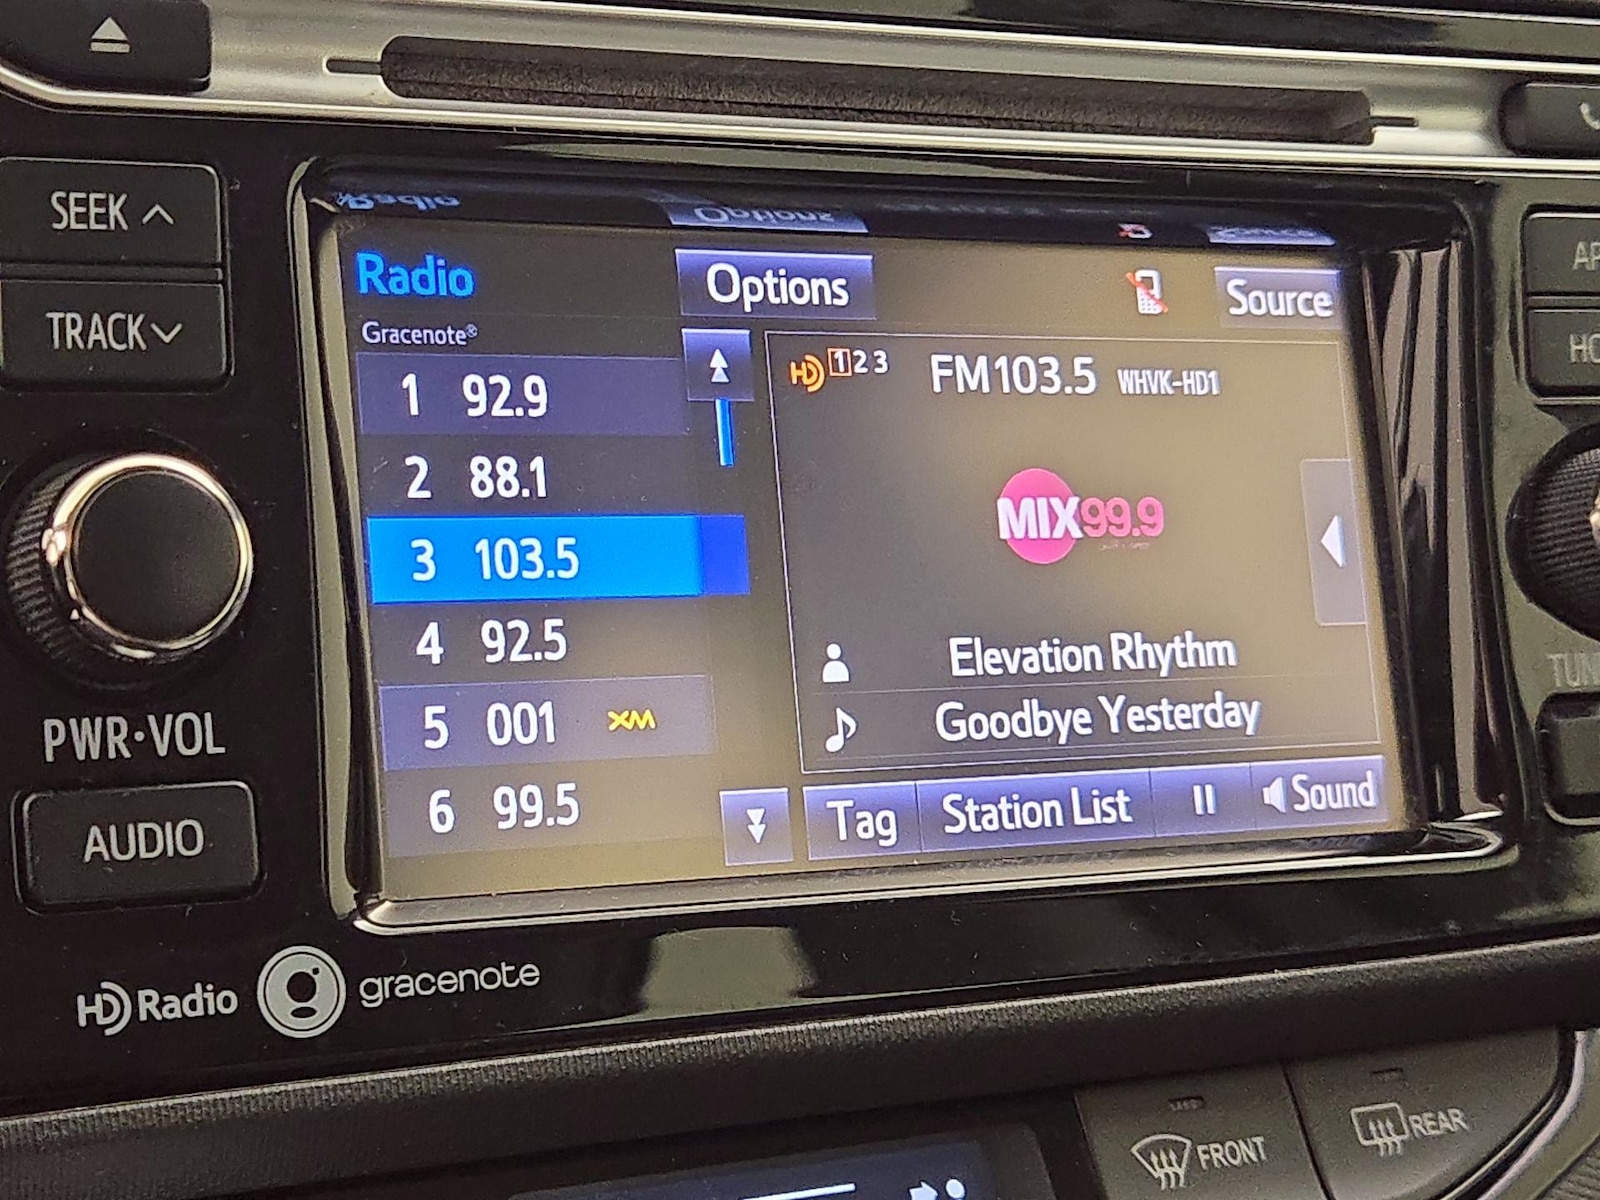 SEEK
TRACK
PWR·VOL
AUDIO
Radio
Options
Source
Gracenote®
1 92.9
2 88.1
3 103.5
4 92.5
5 001 XM
6 99.5
HD 1 2 3 FM 103.5 WHVK-HD1
MIX99.9
Elevation Rhythm
Goodbye Yesterday
Tag
Station List
Sound
HD Radio
gracenote
FRONT
REAR